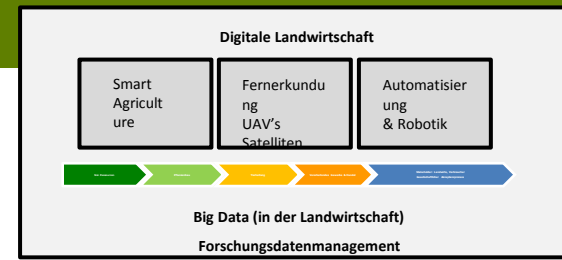 Digitale Landwirtschaft
Smart
Agricult
ure
Fernerkundu
ng
UAV's
Satelliten
Automatisier
ung
& Robotik
Big Data (in der Landwirtschaft)
Forschungsdatenmanagement